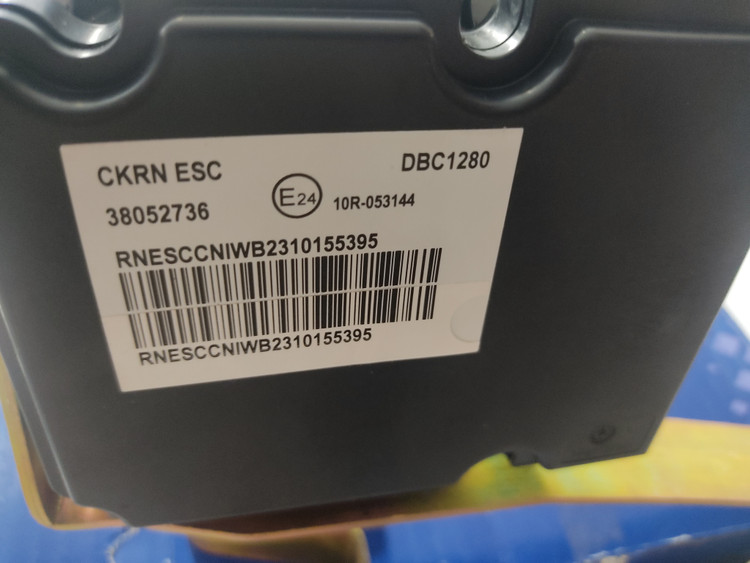 CKRN ESC
DBC1280
38052736
E24
10R-053144
RNESCCNIWB2310155395
RNESCCNIWB2310155395